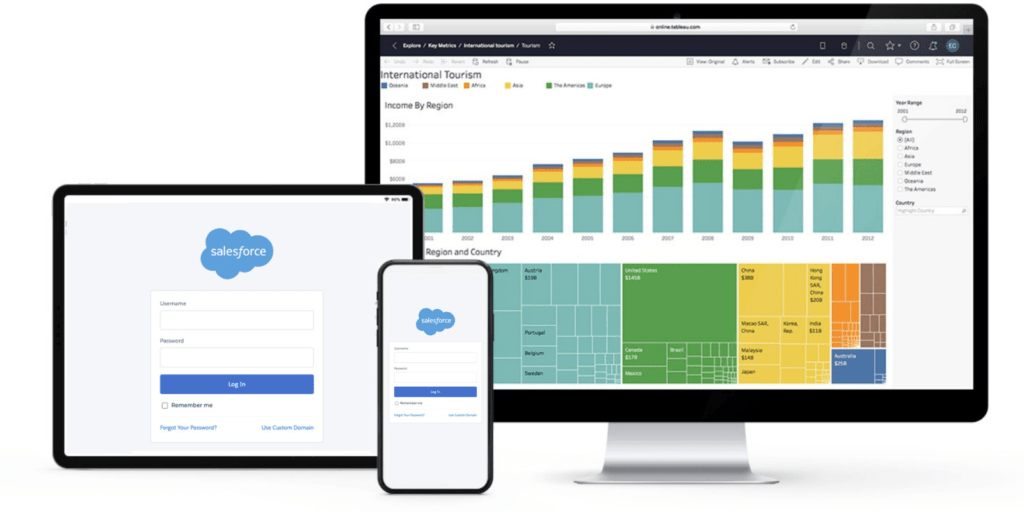 online.tableau.com
Explore / Key Metrics / International tourism / Tourism
Undo Redo Revert Refresh Pause
View: Original Alerts Subscribe Edit Share Download Comments Full Screen
EG
International Tourism
Oceania Middle East Africa Asia The Americas Europe
Income By Region
$1,200B
$1,000B
$800B
$600B
2002 2003 2004 2005 2006 2007 2008 2009 2010 2011 2012
Year Range
2001 2012
Region
(All)
Africa
Asia
Europe
Middle East
Oceania
The Americas
Country
Highlight Country
Region and Country
Austria
$19B
Portugal
Belgium
Sweden
United States
$145B
Canada
$17B
Mexico
Brazil
China
$38B
Macao SAR,
China
Malaysia
$14B
Japan
Korea,
Rep.
Hong
Kong
SAR,
China
$20B
India
$11B
Australia
$25B
90%
salesforce
Username
Password
Log In
Remember me
Forgot Your Password? Use Custom Domain
salesforce
Username
Password
Log In
Remember me
Forgot Your Password? Use Custom Domain